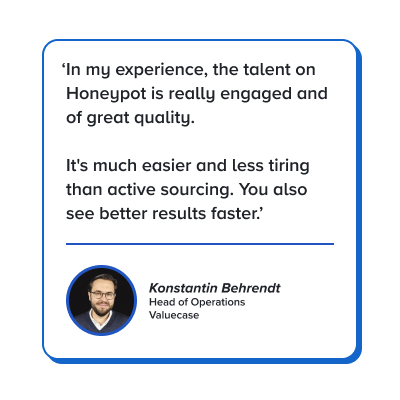 ‘In my experience, the talent on
Honeypot is really engaged and
of great quality.
It's much easier and less tiring
than active sourcing. You also
see better results faster.’
Konstantin Behrendt
Head of Operations
Valuecase